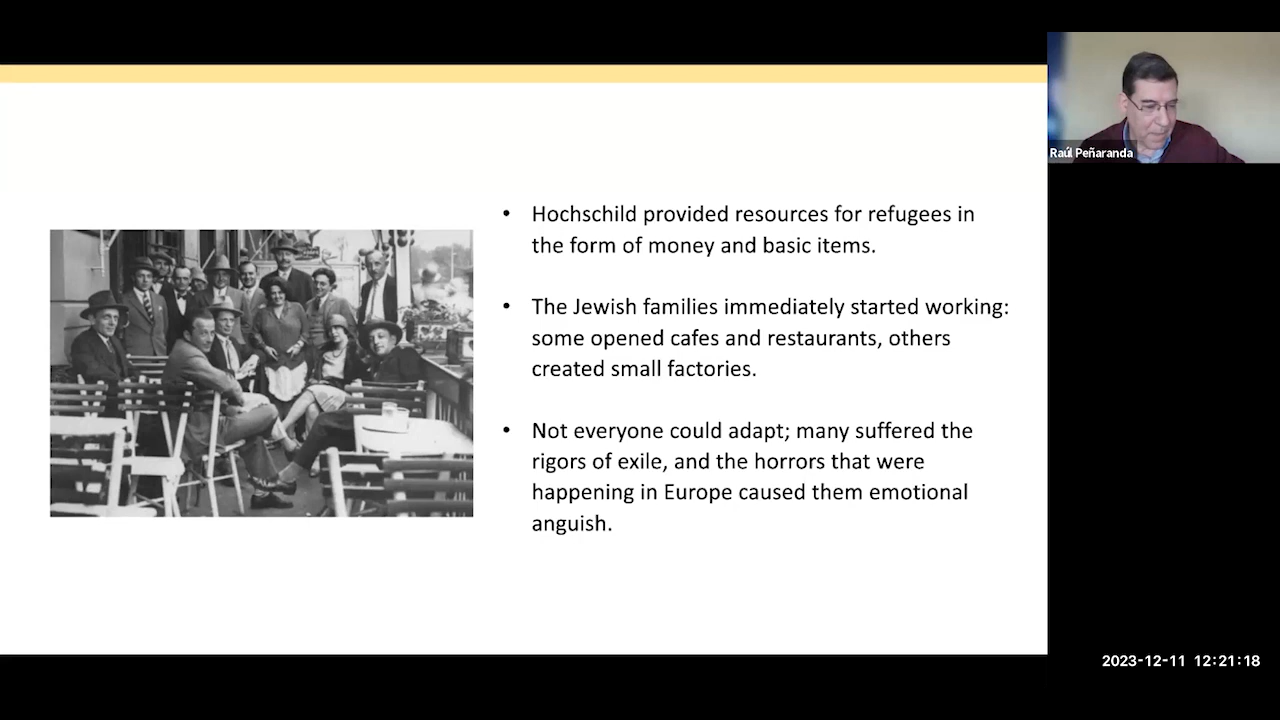 Raúl Peñaranda
• Hochschild provided resources for refugees in
the form of money and basic items.
• The Jewish families immediately started working:
some opened cafes and restaurants, others
created small factories.
• Not everyone could adapt; many suffered the
rigors of exile, and the horrors that were
happening in Europe caused them emotional
anguish.
2023-12-11 12:21:18